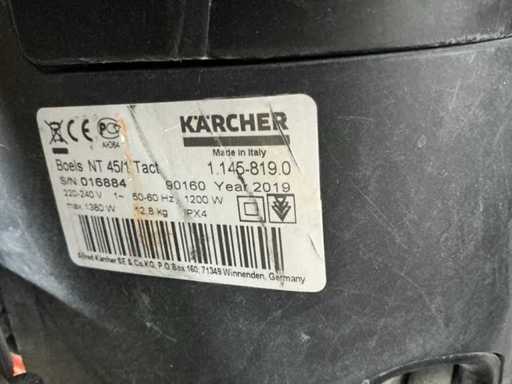 KÄRCHER
Made in Italy
Boels NT 45/1 Tact 1.145-819.0
S/N 016884 90160 Year 2019
220-240 V 1~ 50-60 Hz 1200 W
max 1380 W 12,8 kg IPX4
Alfred Kärcher SE & Co.KG, P.O.Box 160, 71349 Winnenden, Germany